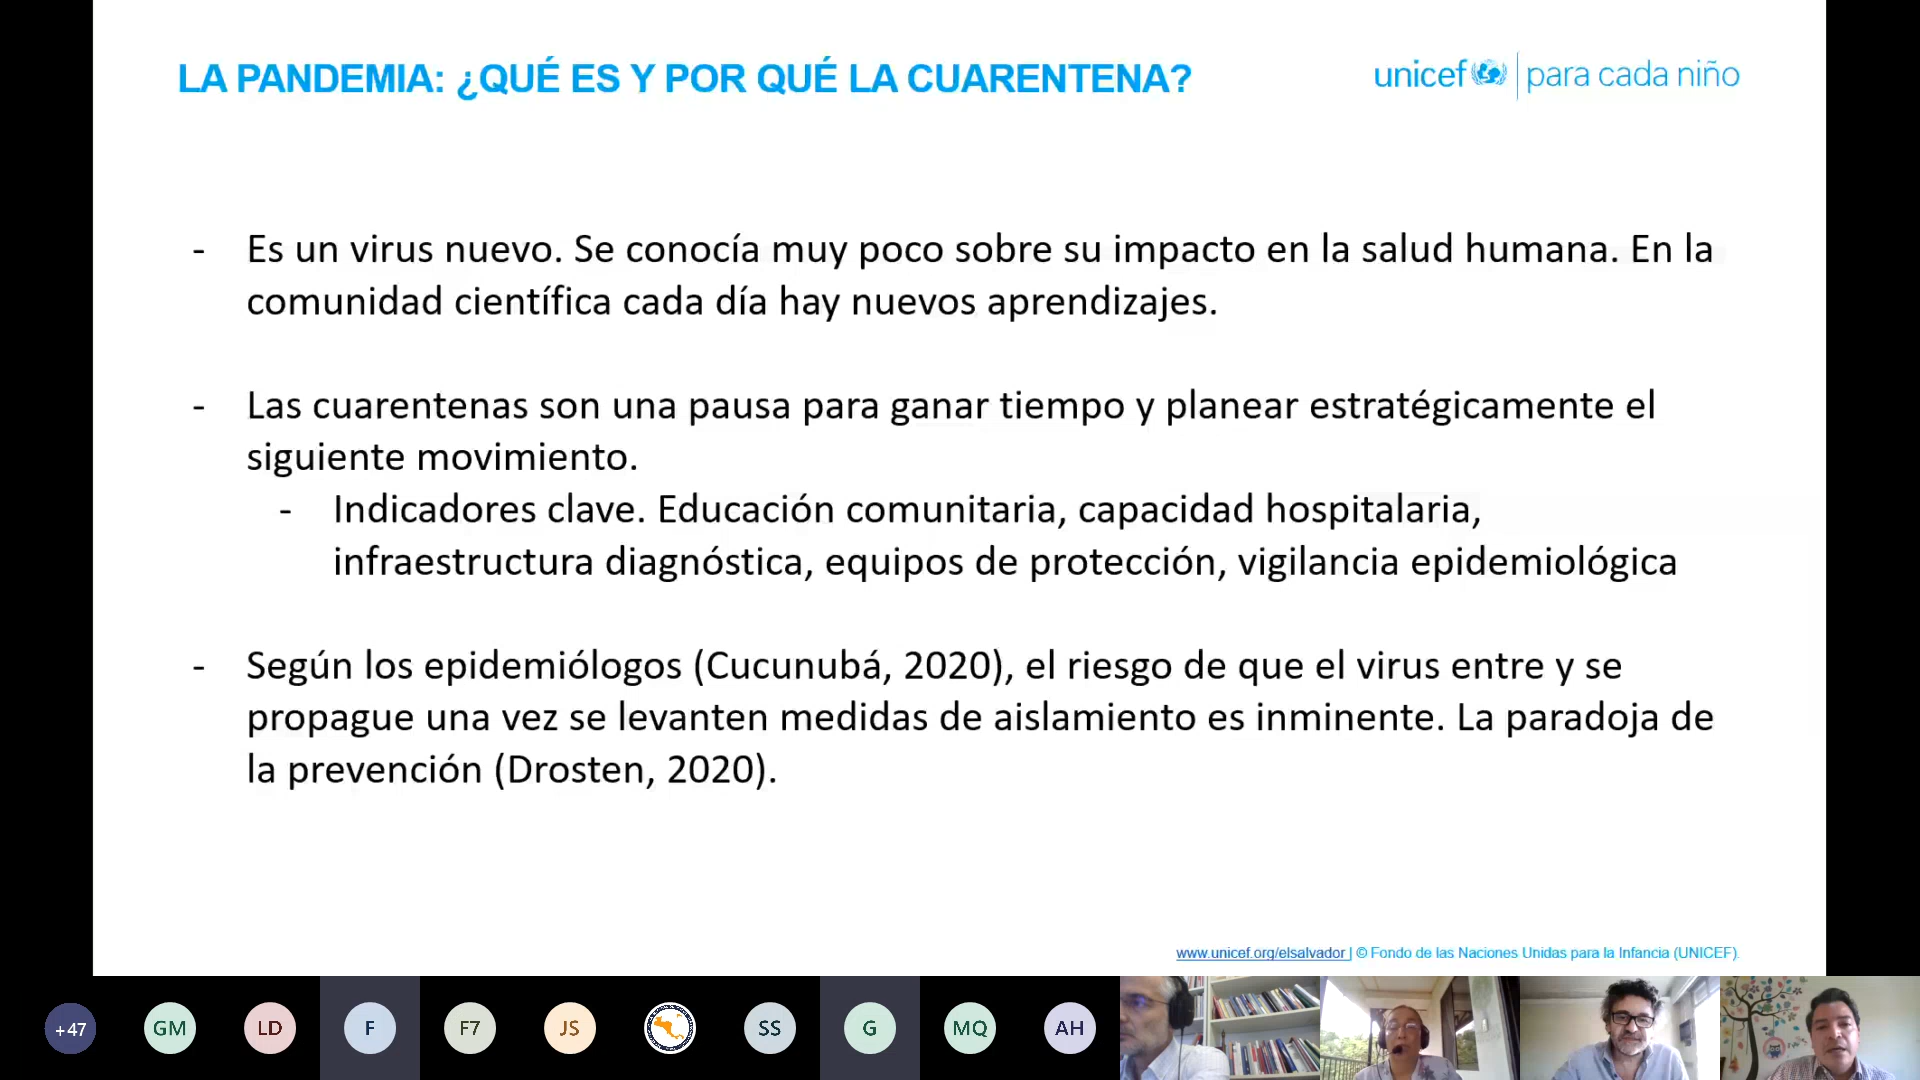 LA PANDEMIA: ¿QUÉ ES Y POR QUÉ LA CUARENTENA?
unicef para cada niño
- Es un virus nuevo. Se conocía muy poco sobre su impacto en la salud humana. En la
comunidad científica cada día hay nuevos aprendizajes.
- Las cuarentenas son una pausa para ganar tiempo y planear estratégicamente el
siguiente movimiento.
- Indicadores clave. Educación comunitaria, capacidad hospitalaria,
infraestructura diagnóstica, equipos de protección, vigilancia epidemiológica
- Según los epidemiólogos (Cucunubá, 2020), el riesgo de que el virus entre y se
propague una vez se levanten medidas de aislamiento es inminente. La paradoja de
la prevención (Drosten, 2020).
www.unicef.org/elsalvador | © Fondo de las Naciones Unidas para la Infancia (UNICEF).
+47 GM LD F F7 JS SS G MQ AH